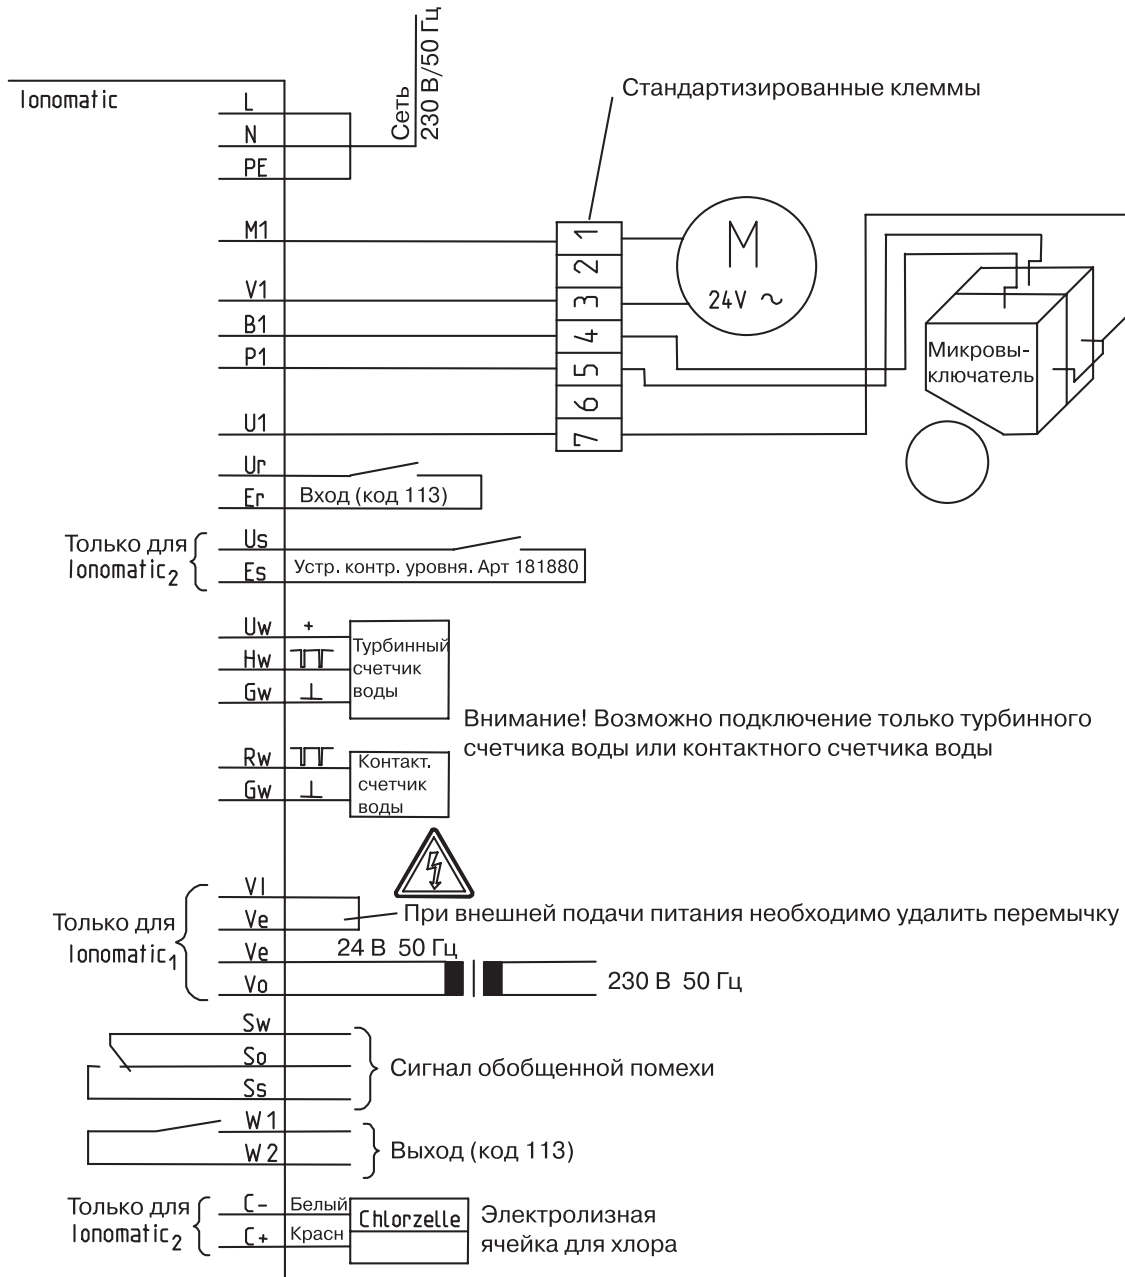 Ionomatic
L
N
PE
Сеть
230 В/50 Гц
Стандартизированные клеммы
M1
V1
B1
P1
U1
1
2
3
4
5
6
7
M
24V ~
Микровы-
ключатель
Ur
Er
Вход (код 113)
Только для
Ionomatic2
Us
Es
Устр. контр. уровня. Арт 181880
Uw +
Hw
Gw
Турбинный
счетчик
воды
Внимание! Возможно подключение только турбинного
счетчика воды или контактного счетчика воды
Rw
Gw
Контакт.
счетчик
воды
Только для
Ionomatic1
Vl
Ve
Ve
Vo
При внешней подачи питания необходимо удалить перемычку
24 В 50 Гц
230 В 50 Гц
Sw
So
Ss
Сигнал обобщенной помехи
W1
W2
Выход (код 113)
Только для
Ionomatic2
C- Белый
C+ Красн
Chlorzelle
Электролизная
ячейка для хлора